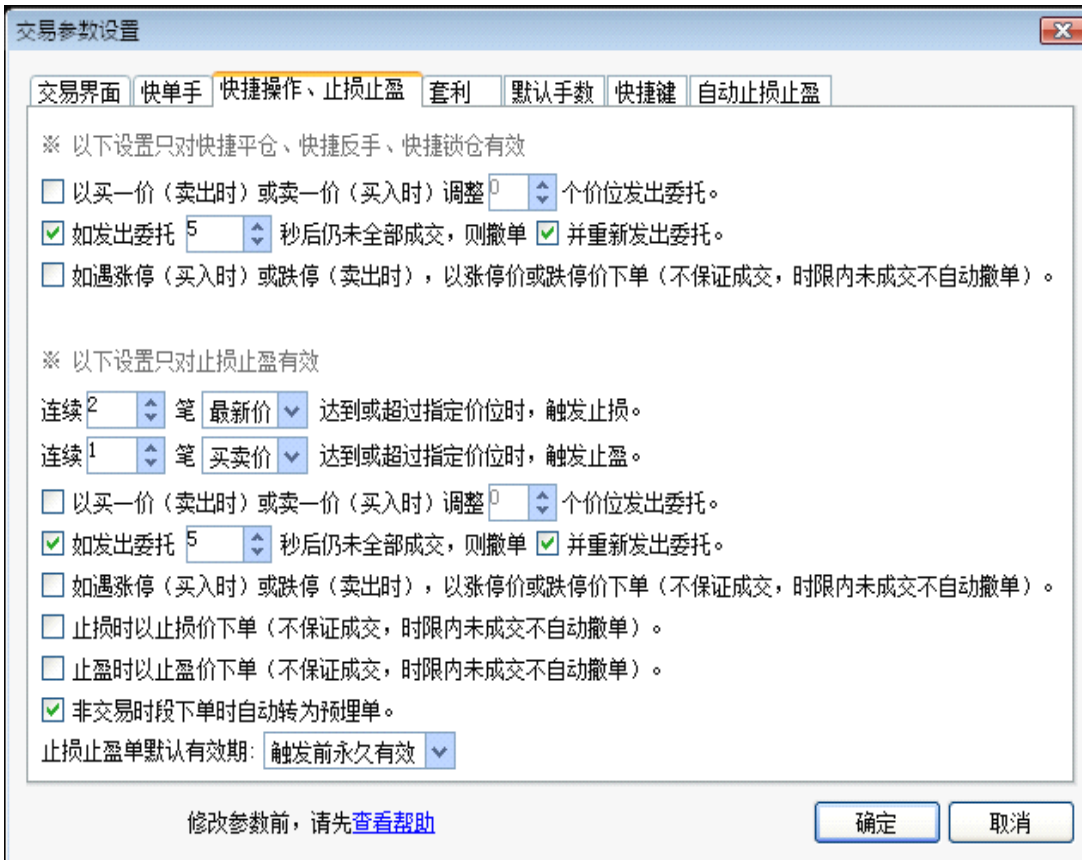 交易参数设置
交易界面 快单手 快捷操作、止损止盈 套利 默认手数 快捷键 自动止损止盈
※ 以下设置只对快捷平仓、快捷反手、快捷锁仓有效
以买一价（卖出时）或卖一价（买入时）调整 0 个价位发出委托。
如发出委托 5 秒后仍未全部成交，则撤单 并重新发出委托。
如遇涨停（买入时）或跌停（卖出时），以涨停价或跌停价下单（不保证成交，时限内未成交不自动撤单）。
※ 以下设置只对止损止盈有效
连续 2 笔 最新价 达到或超过指定价位时，触发止损。
连续 1 笔 买卖价 达到或超过指定价位时，触发止盈。
以买一价（卖出时）或卖一价（买入时）调整 0 个价位发出委托。
如发出委托 5 秒后仍未全部成交，则撤单 并重新发出委托。
如遇涨停（买入时）或跌停（卖出时），以涨停价或跌停价下单（不保证成交，时限内未成交不自动撤单）。
止损时以止损价下单（不保证成交，时限内未成交不自动撤单）。
止盈时以止盈价下单（不保证成交，时限内未成交不自动撤单）。
非交易时段下单时自动转为预埋单。
止损止盈单默认有效期: 触发前永久有效
修改参数前，请先查看帮助 确定 取消